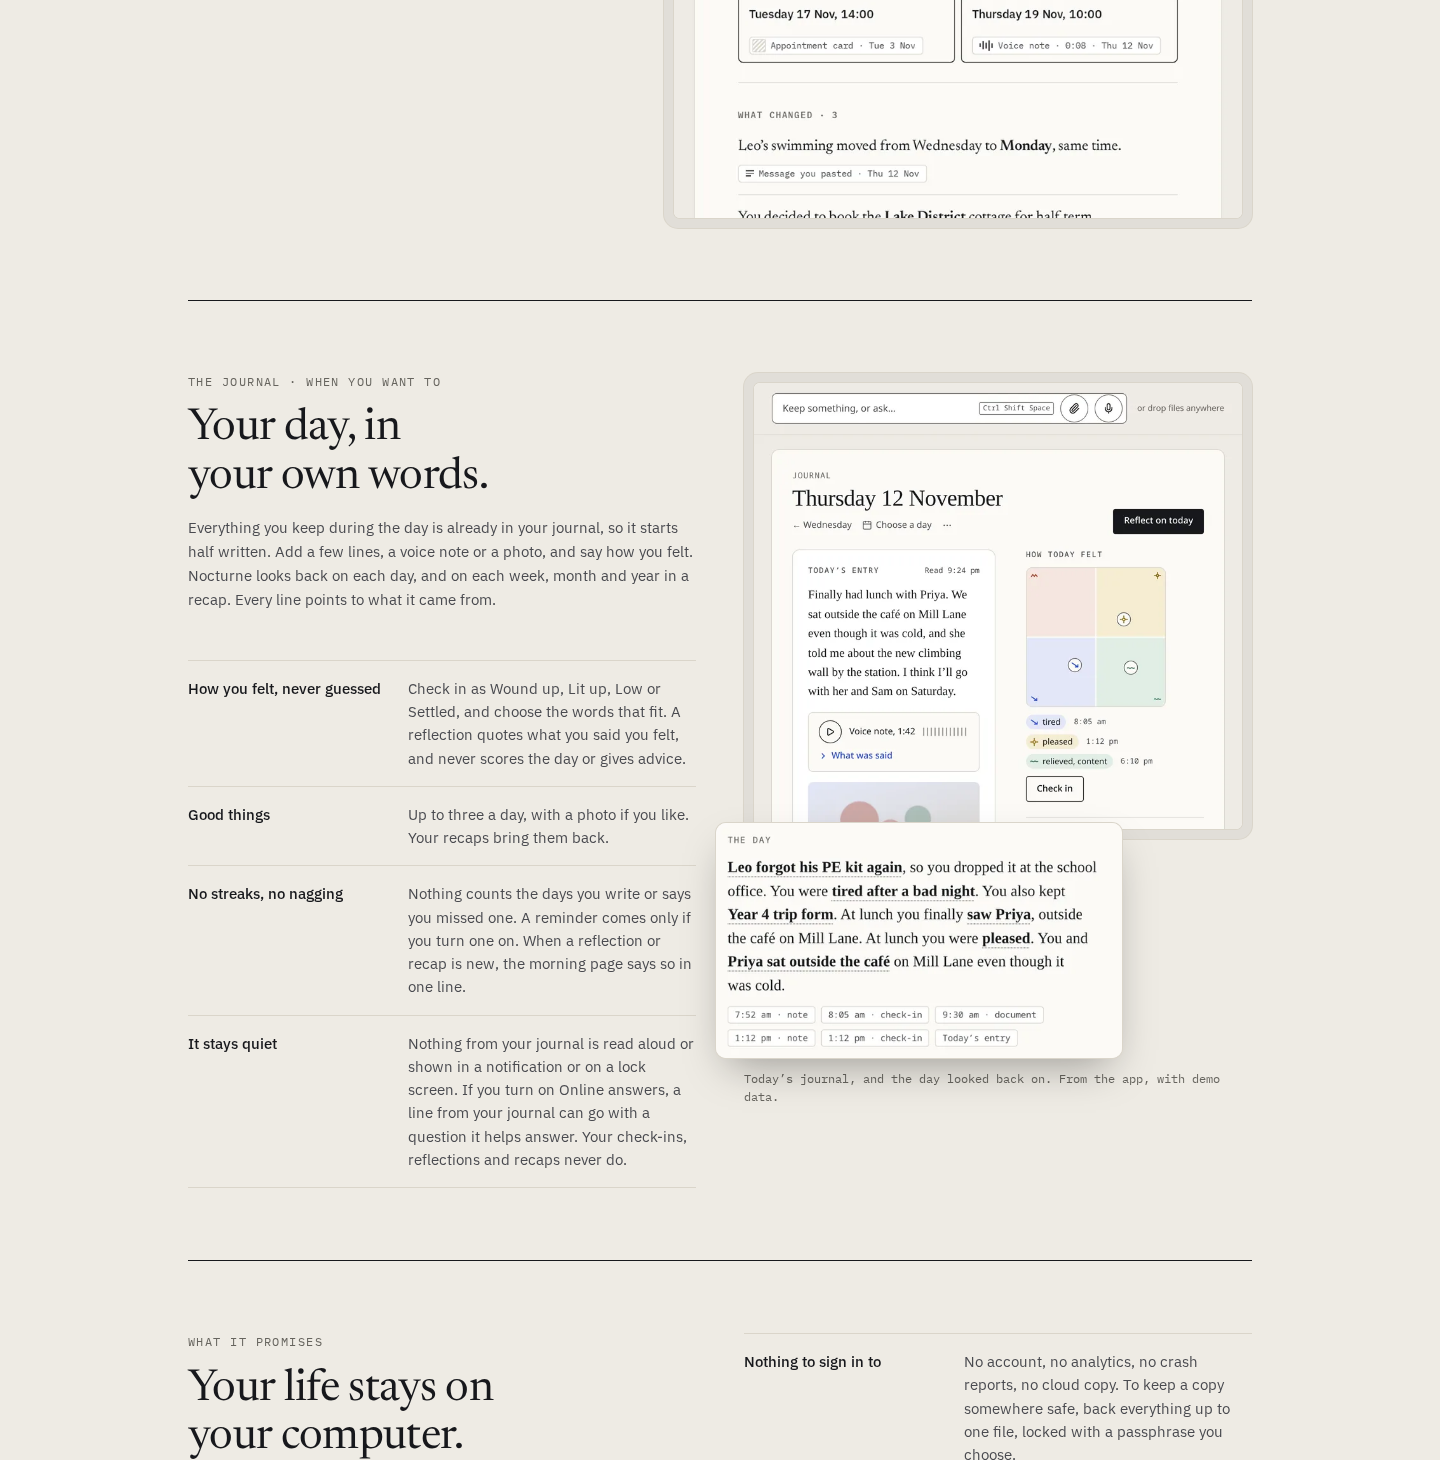 Tuesday 17 Nov, 14:00
Appointment card · Tue 3 Nov
Thursday 19 Nov, 10:00
Voice note · 0:08 · Thu 12 Nov
WHAT CHANGED · 3
Leo’s swimming moved from Wednesday to Monday, same time.
Message you pasted · Thu 12 Nov
You decided to book the Lake District cottage for half term
THE JOURNAL · WHEN YOU WANT TO
Your day, in
your own words.
Everything you keep during the day is already in your journal, so it starts
half written. Add a few lines, a voice note or a photo, and say how you felt.
Nocturne looks back on each day, and on each week, month and year in a
recap. Every line points to what it came from.
How you felt, never guessed
Check in as Wound up, Lit up, Low or
Settled, and choose the words that fit. A
reflection quotes what you said you felt,
and never scores the day or gives advice.
Good things
Up to three a day, with a photo if you like.
Your recaps bring them back.
No streaks, no nagging
Nothing counts the days you write or says
you missed one. A reminder comes only if
you turn one on. When a reflection or
recap is new, the morning page says so in
one line.
It stays quiet
Nothing from your journal is read aloud or
shown in a notification or on a lock
screen. If you turn on Online answers, a
line from your journal can go with a
question it helps answer. Your check-ins,
reflections and recaps never do.
Keep something, or ask...
Ctrl Shift Space
or drop files anywhere
JOURNAL
Thursday 12 November
← Wednesday
Choose a day
···
Reflect on today
TODAY’S ENTRY
Read 9:24 pm
Finally had lunch with Priya. We
sat outside the café on Mill Lane
even though it was cold, and she
told me about the new climbing
wall by the station. I think I’ll go
with her and Sam on Saturday.
Voice note, 1:42
What was said
HOW TODAY FELT
tired 8:05 am
pleased 1:12 pm
relieved, content 6:10 pm
Check in
THE DAY
Leo forgot his PE kit again, so you dropped it at the school
office. You were tired after a bad night. You also kept
Year 4 trip form. At lunch you finally saw Priya, outside
the café on Mill Lane. At lunch you were pleased. You and
Priya sat outside the café on Mill Lane even though it
was cold.
7:52 am · note
8:05 am · check-in
9:30 am · document
1:12 pm · note
1:12 pm · check-in
Today’s entry
Today’s journal, and the day looked back on. From the app, with demo
data.
WHAT IT PROMISES
Your life stays on
your computer.
Nothing to sign in to
No account, no analytics, no crash
reports, no cloud copy. To keep a copy
somewhere safe, back everything up to
one file, locked with a passphrase you
choose.